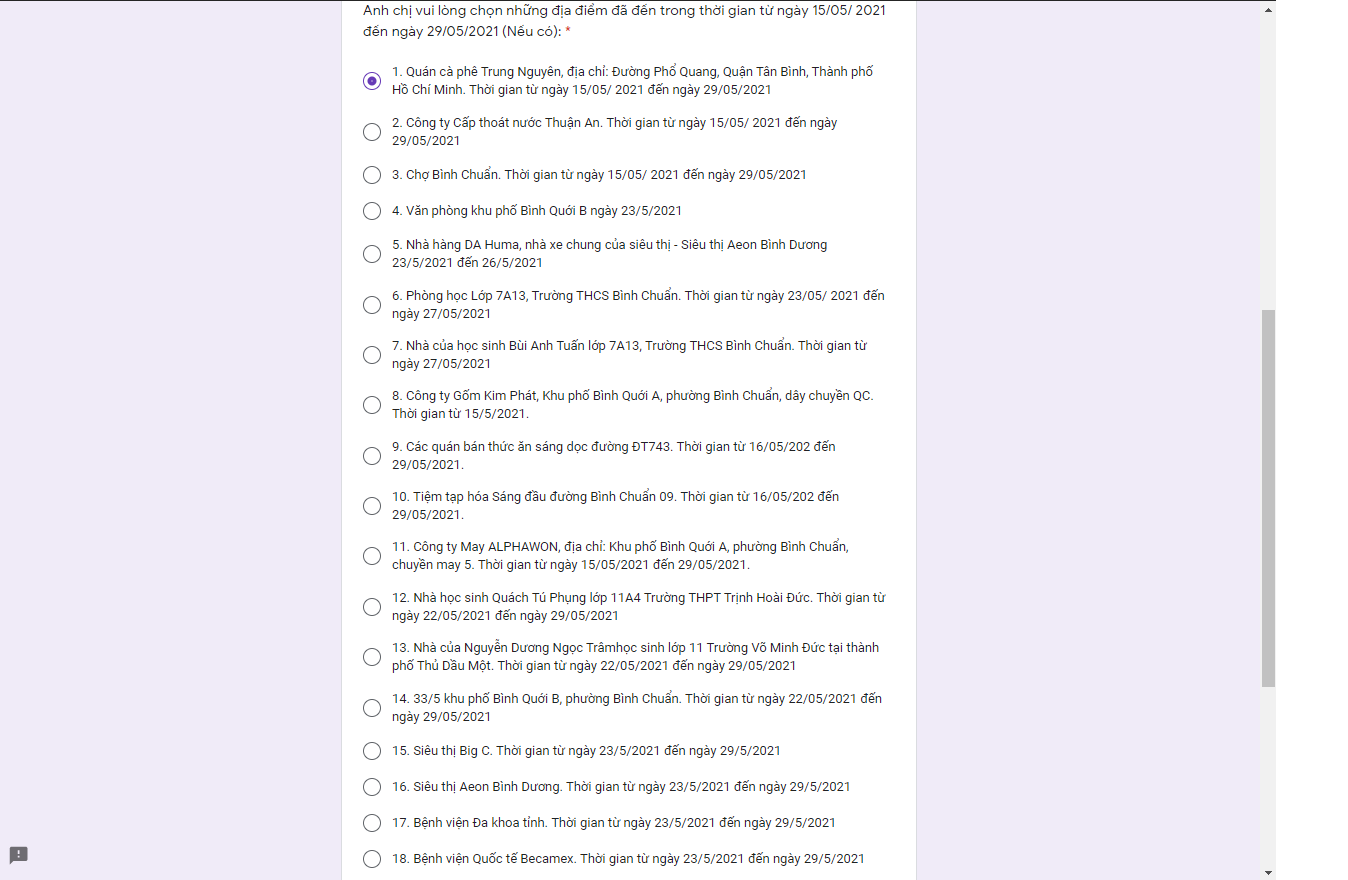 Anh chị vui lòng chọn những địa điểm đã đến trong thời gian từ ngày 15/05/ 2021
đến ngày 29/05/2021 (Nếu có): *
1. Quán cà phê Trung Nguyên, địa chỉ: Đường Phổ Quang, Quận Tân Bình, Thành phố
Hồ Chí Minh. Thời gian từ ngày 15/05/ 2021 đến ngày 29/05/2021
2. Công ty Cấp thoát nước Thuận An. Thời gian từ ngày 15/05/ 2021 đến ngày
29/05/2021
3. Chợ Bình Chuẩn. Thời gian từ ngày 15/05/ 2021 đến ngày 29/05/2021
4. Văn phòng khu phố Bình Quới B ngày 23/5/2021
5. Nhà hàng DA Huma, nhà xe chung của siêu thị - Siêu thị Aeon Bình Dương
23/5/2021 đến 26/5/2021
6. Phòng học Lớp 7A13, Trường THCS Bình Chuẩn. Thời gian từ ngày 23/05/ 2021 đến
ngày 27/05/2021
7. Nhà của học sinh Bùi Anh Tuấn lớp 7A13, Trường THCS Bình Chuẩn. Thời gian từ
ngày 27/05/2021
8. Công ty Gốm Kim Phát, Khu phố Bình Quới A, phường Bình Chuẩn, dây chuyền QC.
Thời gian từ 15/5/2021.
9. Các quán bán thức ăn sáng dọc đường ĐT743. Thời gian từ 16/05/202 đến
29/05/2021.
10. Tiệm tạp hóa Sáng đầu đường Bình Chuẩn 09. Thời gian từ 16/05/202 đến
29/05/2021.
11. Công ty May ALPHAWON, địa chỉ: Khu phố Bình Quới A, phường Bình Chuẩn,
chuyền may 5. Thời gian từ ngày 15/05/2021 đến 29/05/2021.
12. Nhà học sinh Quách Tú Phụng lớp 11A4 Trường THPT Trịnh Hoài Đức. Thời gian từ
ngày 22/05/2021 đến ngày 29/05/2021
13. Nhà của Nguyễn Dương Ngọc Trâmhọc sinh lớp 11 Trường Võ Minh Đức tại thành
phố Thủ Dầu Một. Thời gian từ ngày 22/05/2021 đến ngày 29/05/2021
14. 33/5 khu phố Bình Quới B, phường Bình Chuẩn. Thời gian từ ngày 22/05/2021 đến
ngày 29/05/2021
15. Siêu thị Big C. Thời gian từ ngày 23/5/2021 đến ngày 29/5/2021
16. Siêu thị Aeon Bình Dương. Thời gian từ ngày 23/5/2021 đến ngày 29/5/2021
17. Bệnh viện Đa khoa tỉnh. Thời gian từ ngày 23/5/2021 đến ngày 29/5/2021
18. Bệnh viện Quốc tế Becamex. Thời gian từ ngày 23/5/2021 đến ngày 29/5/2021